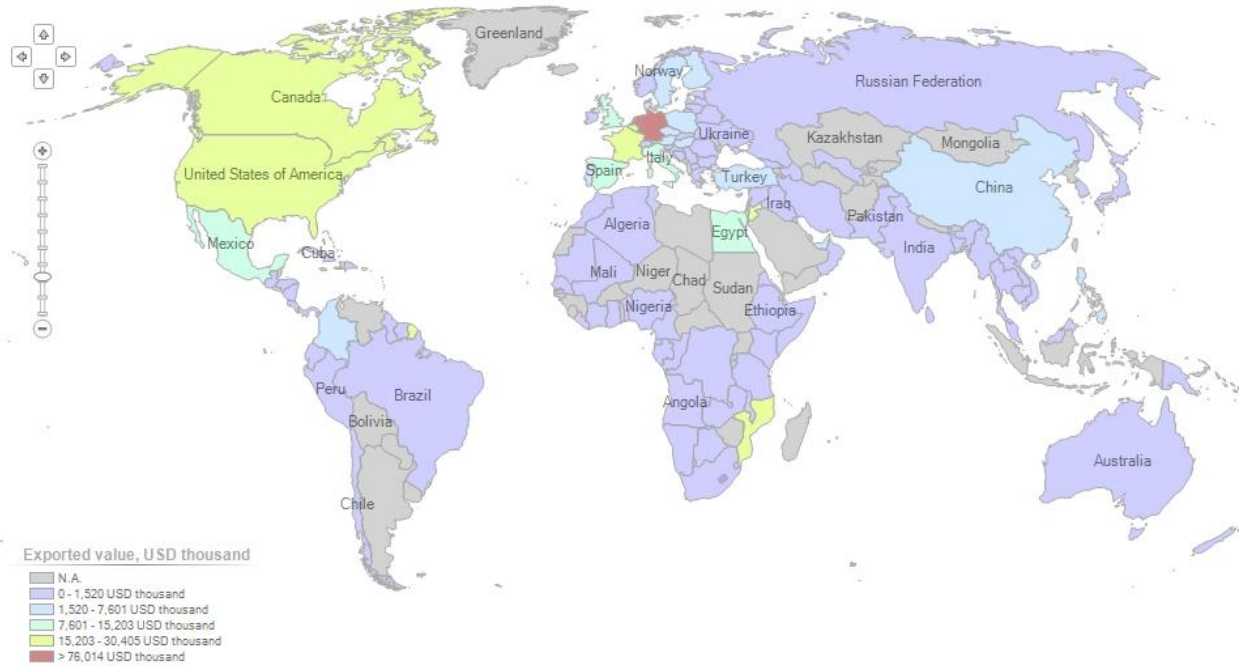 Greenland
Norway
Russian Federation
Canada
Ukraine
Kazakhstan
Mongolia
Italy
Spain
Turkey
United States of America
China
Iraq
Pakistan
Algeria
Egypt
Mexico
Cuba
India
Mali
Niger
Chad
Sudan
Nigeria
Ethiopia
Peru
Brazil
Angola
Bolivia
Australia
Chile
Exported value, USD thousand
N.A.
0 - 1,520 USD thousand
1,520 - 7,601 USD thousand
7,601 - 15,203 USD thousand
15,203 - 30,405 USD thousand
> 76,014 USD thousand